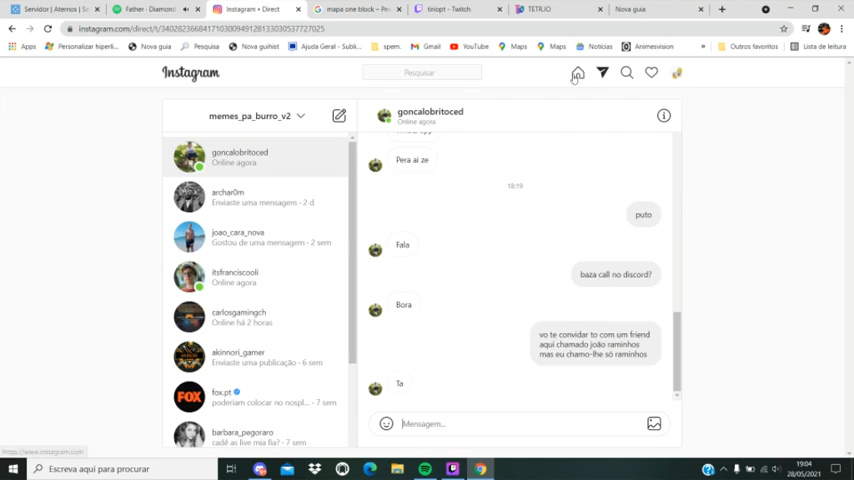 Servidor | Aternos | Se
Father - Diamond
Instagram • Direct
mapa one block – Pe
tiriopt - Twitch
TETR.IO
Nova guia
instagram.com/direct/t/340282366841710300949128133030537727025
Apps
Personalizar hiperli...
Nova guia
Nova guihist
Ajuda Geral - Subli...
spam.
Gmail
YouTube
Maps
Maps
Notícias
Animesvision
Outros favoritos
Lista de leitura
Instagram
Pesquisar
memes_pa_burro_v2
goncalobritoced
Online agora
goncalobritoced
Online agora
archar0m
Enviaste uma mensagem · 2 d
joao_cara_nova
Gostou de uma mensagem · 2 sem
itsfranciscooli
Online agora
carlosgamingch
Online há 2 horas
akinnori_gamer
Enviaste uma publicação · 6 sem
fox.pt
poderiam colocar no nospl... · 7 sem
barbara_pegoraro
cadê as live mia fia? · 7 sem
Pera ai ze
18:19
puto
Fala
baza call no discord?
Bora
vo te convidar to com um friend
aqui chamado joão raminhos
mas eu chamo-lhe só raminhos
Ta
Mensagem...
https://www.instagram.com
Escreva aqui para procurar
19:04
28/05/2021